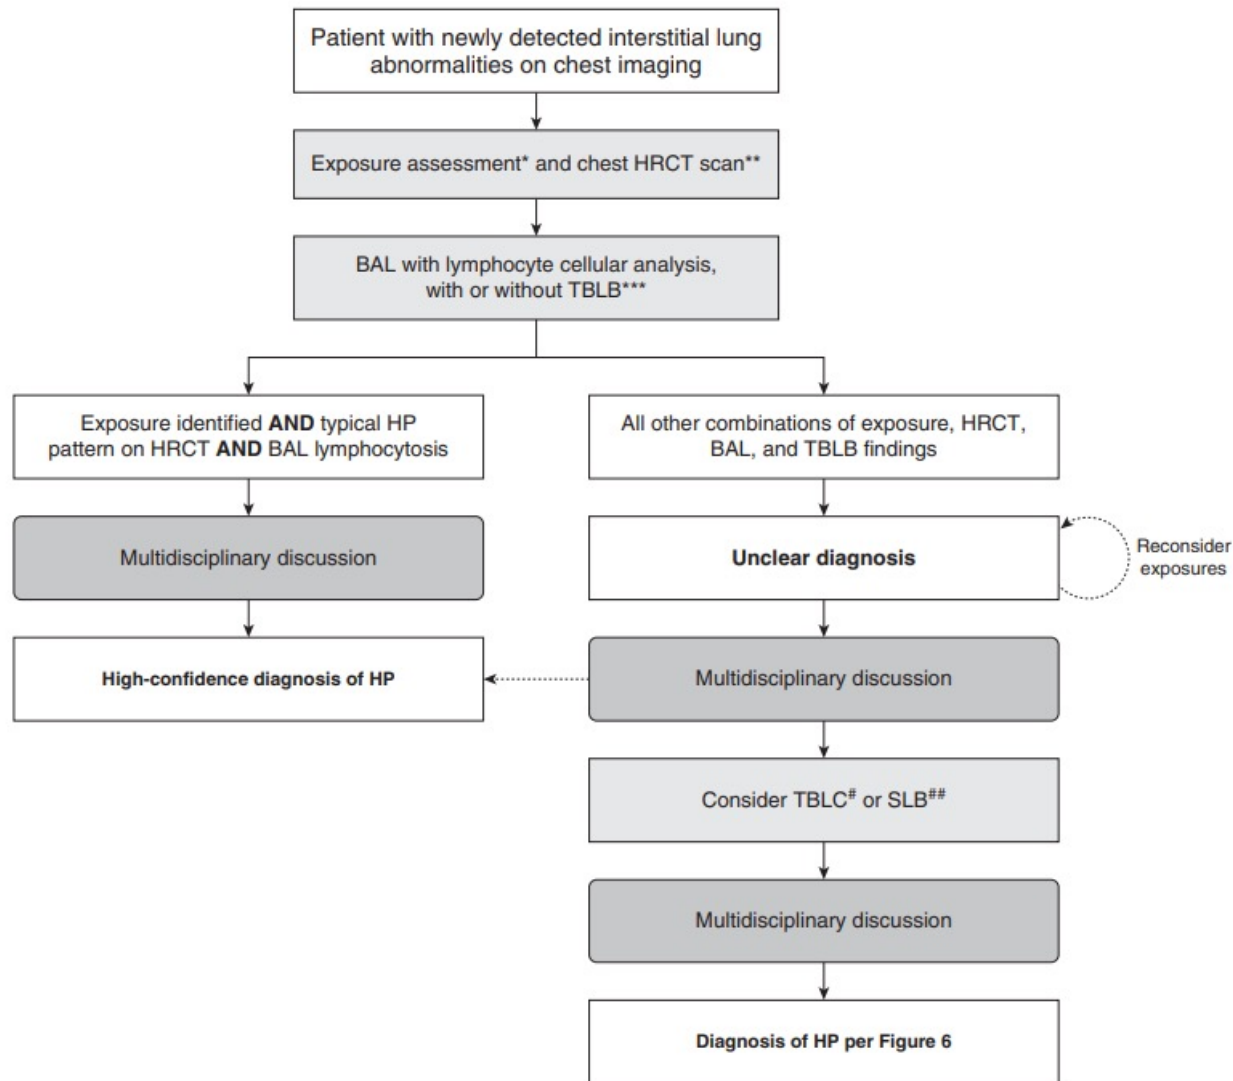 Patient with newly detected interstitial lung
abnormalities on chest imaging
Exposure assessment* and chest HRCT scan**
BAL with lymphocyte cellular analysis,
with or without TBLB***
Exposure identified AND typical HP
pattern on HRCT AND BAL lymphocytosis
All other combinations of exposure, HRCT,
BAL, and TBLB findings
Multidisciplinary discussion
Unclear diagnosis
Reconsider
exposures
High-confidence diagnosis of HP
Multidisciplinary discussion
Consider TBLC# or SLB##
Multidisciplinary discussion
Diagnosis of HP per Figure 6